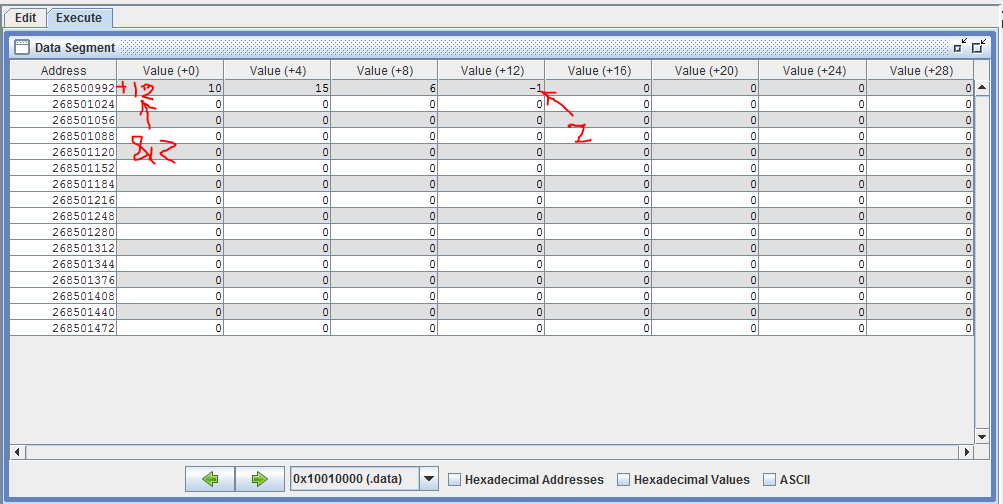 Edit Execute
Data Segment
Address Value (+0) Value (+4) Value (+8) Value (+12) Value (+16) Value (+20) Value (+24) Value (+28)
268500992 +12 10 15 6 -1 0 0 0 0
268501024 0 0 0 0 0 0 0 0
268501056 0 0 0 0 0 0 0 0
268501088 0 0 0 0 0 0 0 0
268501120 0 0 0 0 0 0 0 0
268501152 0 0 0 0 0 0 0 0
268501184 0 0 0 0 0 0 0 0
268501216 0 0 0 0 0 0 0 0
268501248 0 0 0 0 0 0 0 0
268501280 0 0 0 0 0 0 0 0
268501312 0 0 0 0 0 0 0 0
268501344 0 0 0 0 0 0 0 0
268501376 0 0 0 0 0 0 0 0
268501408 0 0 0 0 0 0 0 0
268501440 0 0 0 0 0 0 0 0
268501472 0 0 0 0 0 0 0 0
0x10010000 (.data) Hexadecimal Addresses Hexadecimal Values ASCII